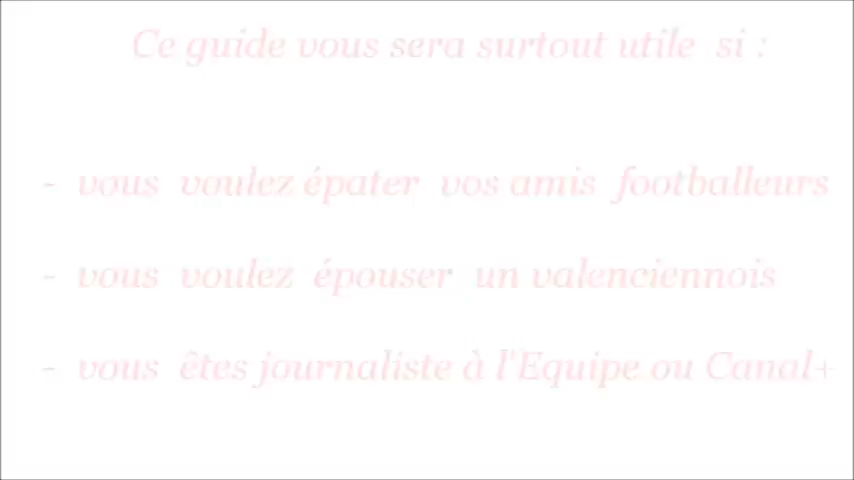 Ce guide vous sera surtout utile si :
- vous voulez épater vos amis footballeurs
- vous voulez épouser un valenciennois
- vous êtes journaliste à l'Equipe ou Canal+